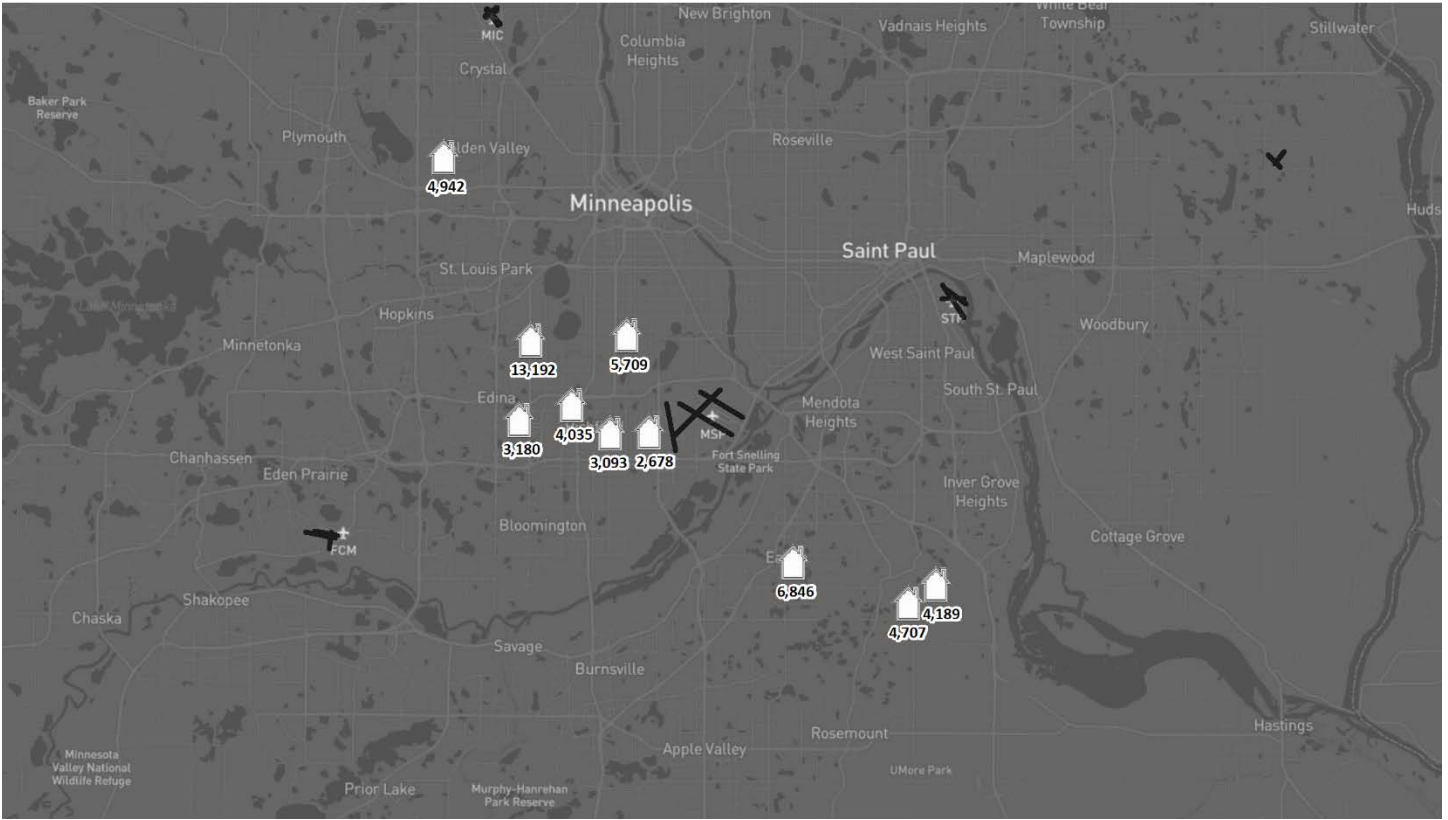 New Brighton
Vadnais Heights
White Bear
Township
Stillwater
MIC
Columbia
Heights
Crystal
Baker Park
Reserve
Plymouth
lden Valley
Roseville
4,942
Minneapolis
Huds
Saint Paul
Maplewood
St. Louis Park
Lake Minnetonka
Hopkins
STP
Woodbury
Minnetonka
13,192
5,709
West Saint Paul
South St. Paul
Edina
Mendota
Heights
4,035
3,180
3,093
2,678
MSP
Fort Snelling
State Park
Chanhassen
Eden Prairie
Inver Grove
Heights
Bloomington
FCM
Cottage Grove
Ea
6,846
Shakopee
4,189
4,707
Chaska
Savage
Burnsville
Hastings
Rosemount
Apple Valley
Minnesota
Valley National
Wildlife Refuge
UMore Park
Prior Lake
Murphy-Hanrehan
Park Reserve